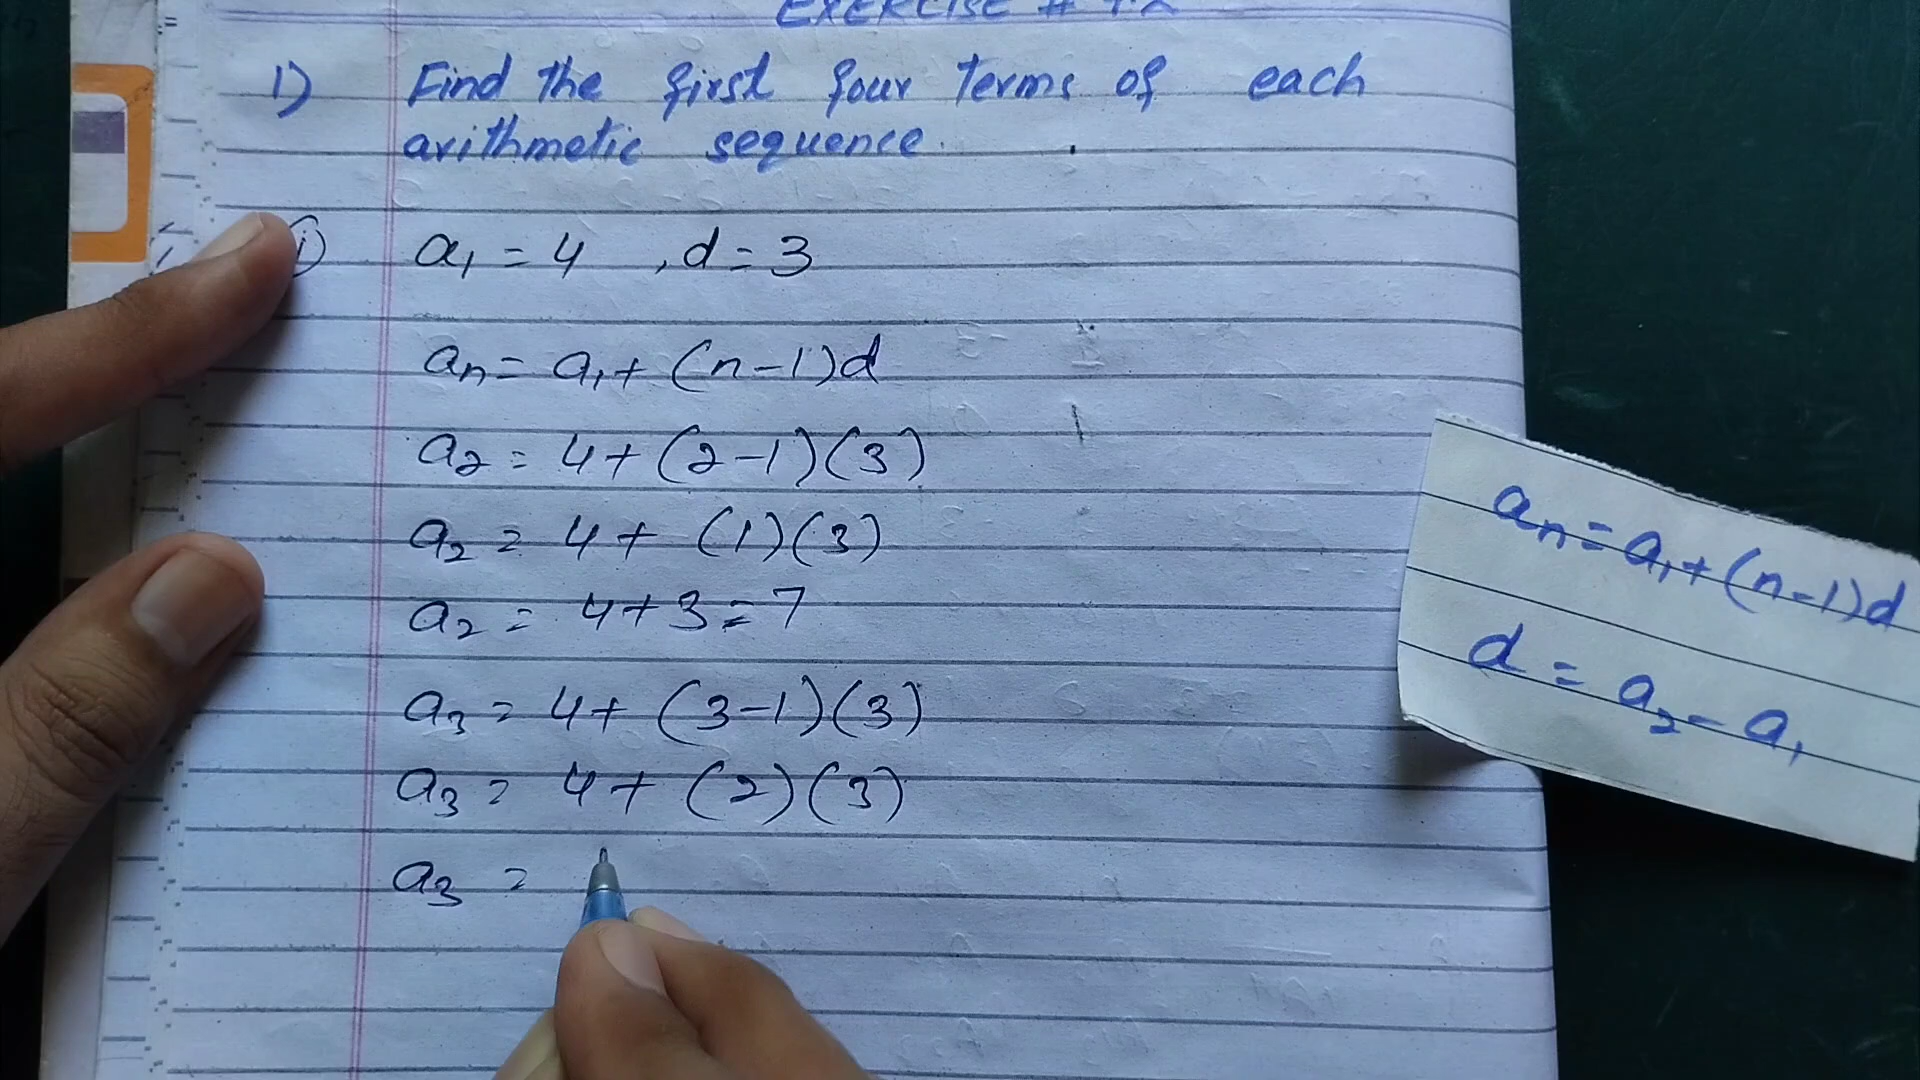 EXERCISE #
1) Find the first four terms of each
arithmetic sequence.
i) a₁ = 4 , d = 3
aₙ = a₁ + (n-1)d
a₂ = 4 + (2-1)(3)
a₂ = 4 + (1)(3)
a₂ = 4 + 3 = 7
a₃ = 4 + (3-1)(3)
a₃ = 4 + (2)(3)
a₃ =
aₙ = a₁ + (n-1)d
d = a₂ - a₁